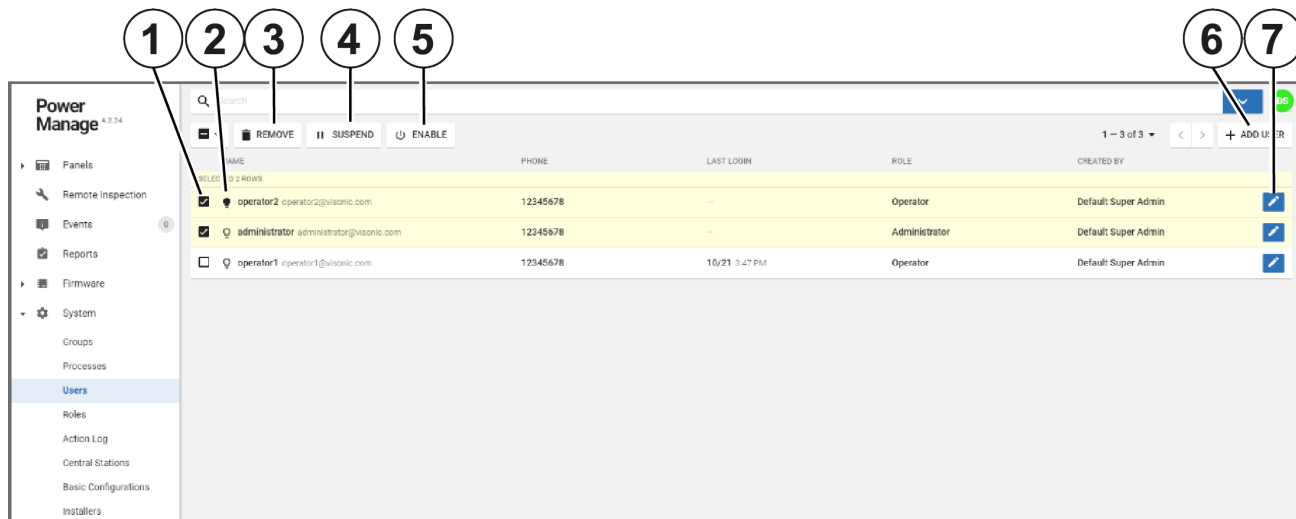 1 2 3 4 5 6 7
Power
Manage 4.2.24
Search
DS
REMOVE SUSPEND ENABLE
1 – 3 of 3
+ ADD USER
NAME PHONE LAST LOGIN ROLE CREATED BY
SELECTED 2 ROWS
operator2 operator2@visonic.com 12345678 — Operator Default Super Admin
administrator administrator@visonic.com 12345678 — Administrator Default Super Admin
operator1 operator1@visonic.com 12345678 10/21 3:47 PM Operator Default Super Admin
Panels
Remote Inspection
Events 0
Reports
Firmware
System
Groups
Processes
Users
Roles
Action Log
Central Stations
Basic Configurations
Installers